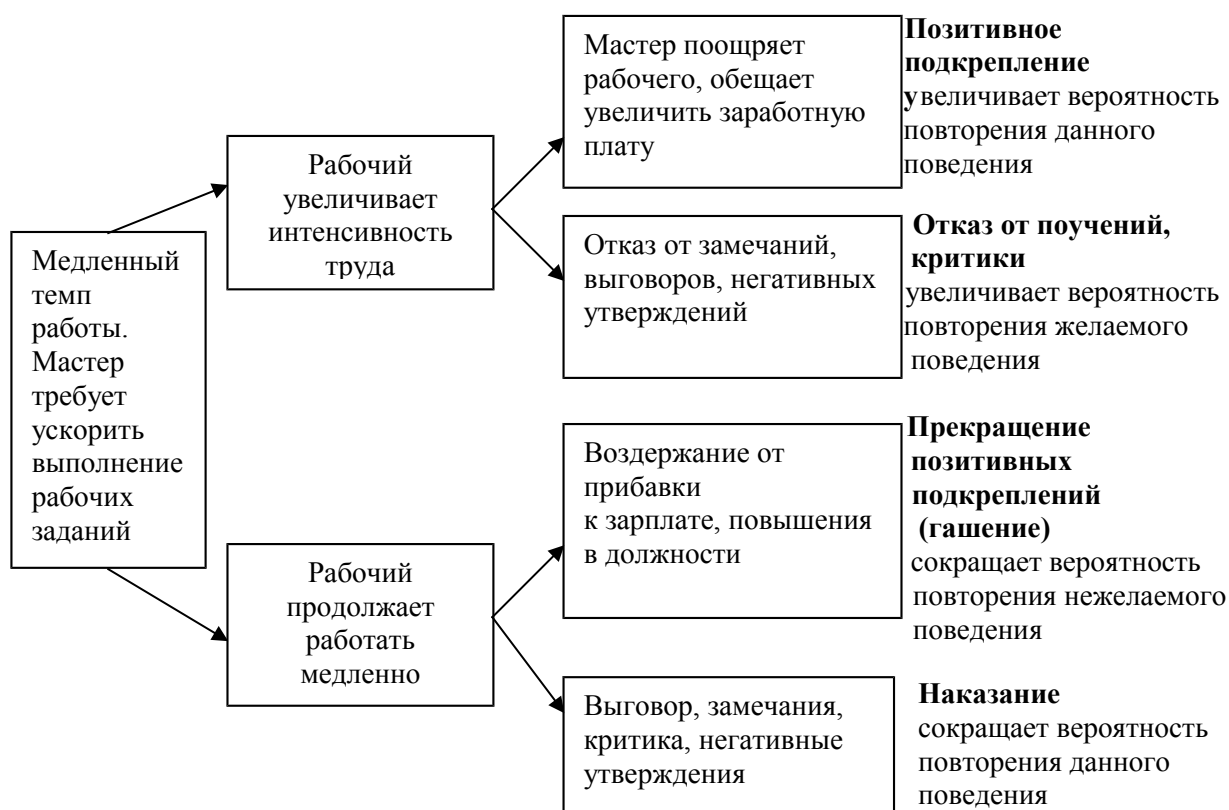 Медленный
темп
работы.
Мастер
требует
ускорить
выполнение
рабочих
заданий
Рабочий
увеличивает
интенсивность
труда
Рабочий
продолжает
работать
медленно
Мастер поощряет
рабочего, обещает
увеличить заработную
плату
Позитивное
подкрепление
увеличивает вероятность
повторения данного
поведения
Отказ от замечаний,
выговоров, негативных
утверждений
Отказ от поучений,
критики
увеличивает вероятность
повторения желаемого
поведения
Воздержание от
прибавки
к зарплате, повышения
в должности
Прекращение
позитивных
подкреплений
(гашение)
сокращает вероятность
повторения нежелаемого
поведения
Выговор, замечания,
критика, негативные
утверждения
Наказание
сокращает вероятность
повторения данного
поведения